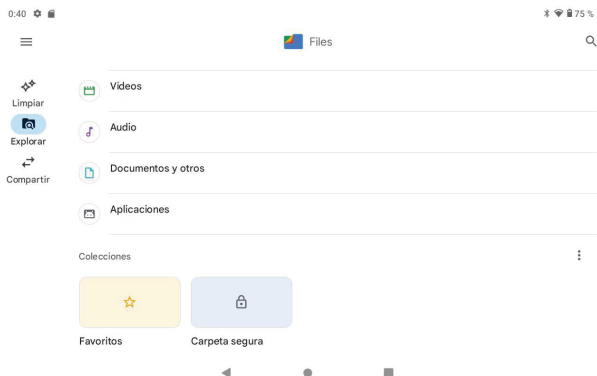 0:40 75 %
Files
Limpiar
Explorar
Compartir
Videos
Audio
Documentos y otros
Aplicaciones
Colecciones
Favoritos Carpeta segura